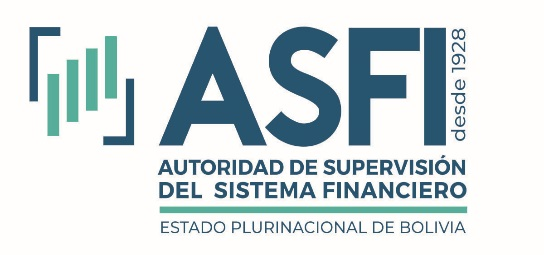 ASFI
desde 1928
AUTORIDAD DE SUPERVISIÓN
DEL SISTEMA FINANCIERO
ESTADO PLURINACIONAL DE BOLIVIA